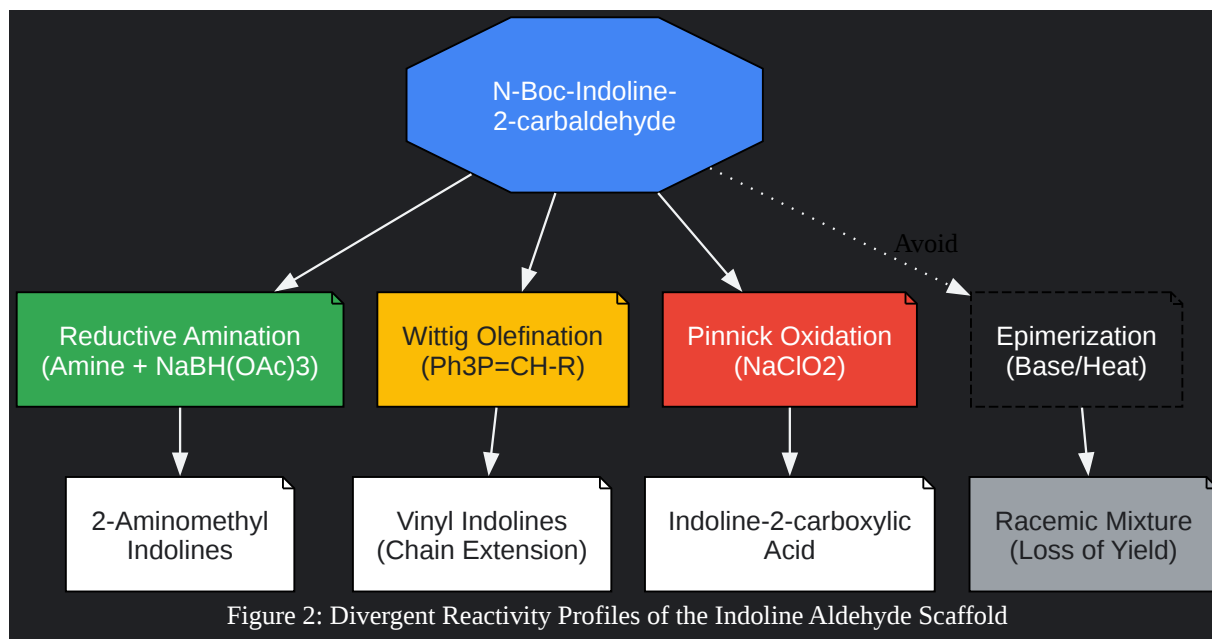 N-Boc-Indoline-
2-carbaldehyde
Avoid
Reductive Amination
(Amine + NaBH(OAc)3)
Wittig Olefination
(Ph3P=CH-R)
Pinnick Oxidation
(NaClO2)
Epimerization
(Base/Heat)
2-Aminomethyl
Indolines
Vinyl Indolines
(Chain Extension)
Indoline-2-carboxylic
Acid
Racemic Mixture
(Loss of Yield)
Figure 2: Divergent Reactivity Profiles of the Indoline Aldehyde Scaffold